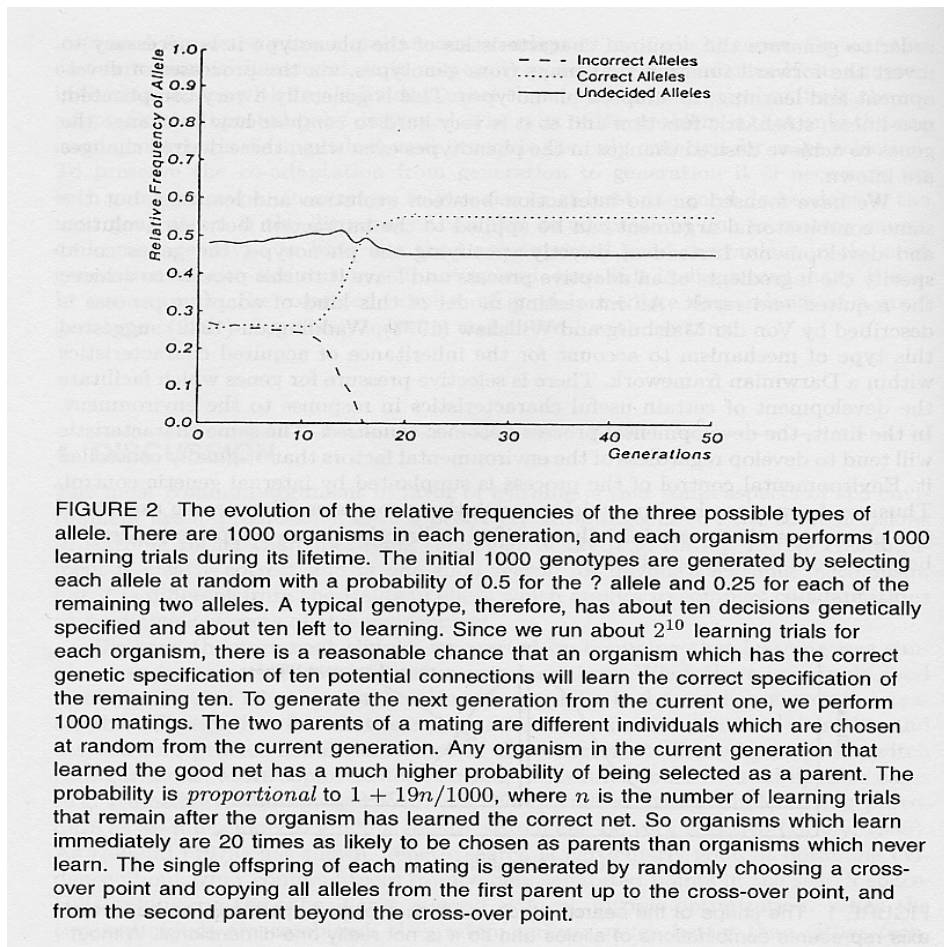 Relative Frequency of Allele
1.0
0.9
0.8
0.7
0.6
0.5
0.4
0.3
0.2
0.1
0.0
Incorrect Alleles
Correct Alleles
Undecided Alleles
0 10 20 30 40 50
Generations
FIGURE 2 The evolution of the relative frequencies of the three possible types of
allele. There are 1000 organisms in each generation, and each organism performs 1000
learning trials during its lifetime. The initial 1000 genotypes are generated by selecting
each allele at random with a probability of 0.5 for the ? allele and 0.25 for each of the
remaining two alleles. A typical genotype, therefore, has about ten decisions genetically
specified and about ten left to learning. Since we run about 2¹⁰ learning trials for
each organism, there is a reasonable chance that an organism which has the correct
genetic specification of ten potential connections will learn the correct specification of
the remaining ten. To generate the next generation from the current one, we perform
1000 matings. The two parents of a mating are different individuals which are chosen
at random from the current generation. Any organism in the current generation that
learned the good net has a much higher probability of being selected as a parent. The
probability is proportional to 1 + 19n/1000, where n is the number of learning trials
that remain after the organism has learned the correct net. So organisms which learn
immediately are 20 times as likely to be chosen as parents than organisms which never
learn. The single offspring of each mating is generated by randomly choosing a cross-
over point and copying all alleles from the first parent up to the cross-over point, and
from the second parent beyond the cross-over point.